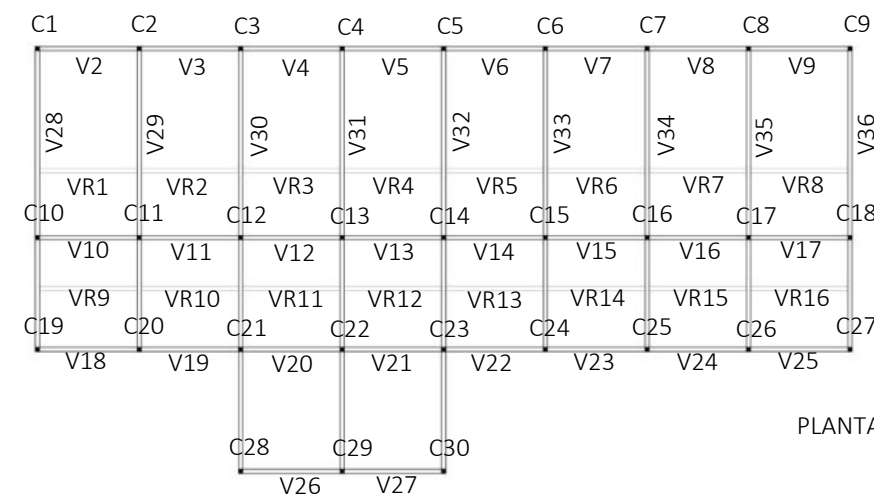 C1 C2 C3 C4 C5 C6 C7 C8 C9
V2 V3 V4 V5 V6 V7 V8 V9
V28 V29 V30 V31 V32 V33 V34 V35 V36
VR1 VR2 VR3 VR4 VR5 VR6 VR7 VR8
C10 C11 C12 C13 C14 C15 C16 C17 C18
V10 V11 V12 V13 V14 V15 V16 V17
VR9 VR10 VR11 VR12 VR13 VR14 VR15 VR16
C19 C20 C21 C22 C23 C24 C25 C26 C27
V18 V19 V20 V21 V22 V23 V24 V25
PLANTA
C28 C29 C30
V26 V27